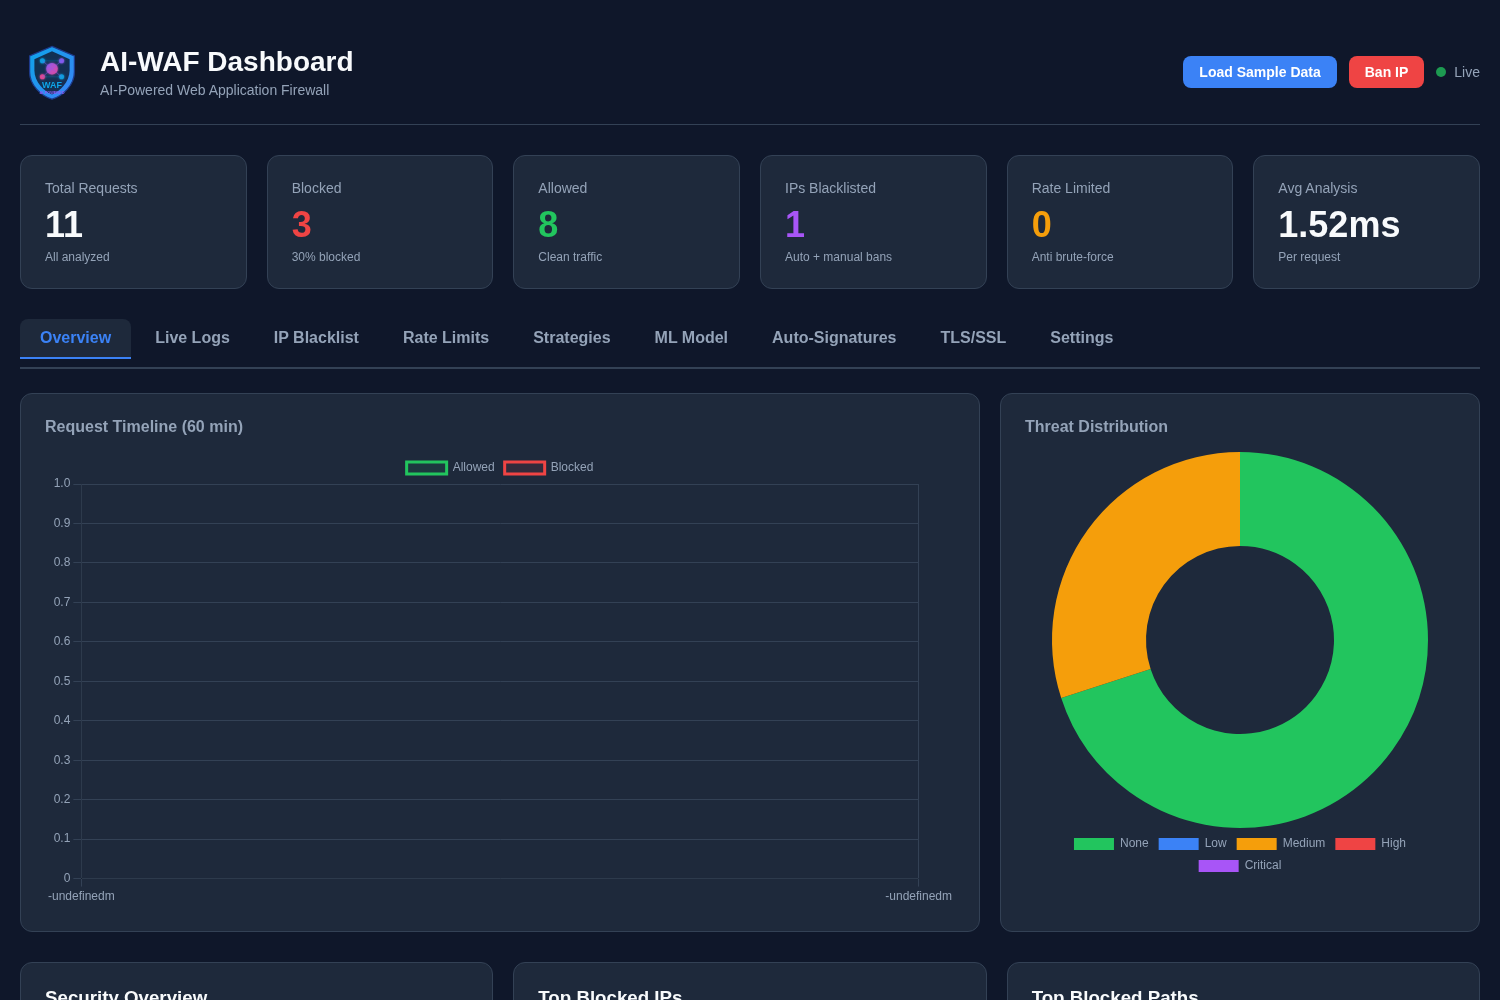 WAF
AI-WAF Dashboard
AI-Powered Web Application Firewall
Load Sample Data
Ban IP
Live
Total Requests
11
All analyzed
Blocked
3
30% blocked
Allowed
8
Clean traffic
IPs Blacklisted
1
Auto + manual bans
Rate Limited
0
Anti brute-force
Avg Analysis
1.52ms
Per request
Overview
Live Logs
IP Blacklist
Rate Limits
Strategies
ML Model
Auto-Signatures
TLS/SSL
Settings
Request Timeline (60 min)
Allowed
Blocked
1.0
0.9
0.8
0.7
0.6
0.5
0.4
0.3
0.2
0.1
0
-undefinedm
-undefinedm
Threat Distribution
None
Low
Medium
High
Critical
Security Overview
Top Blocked IPs
Top Blocked Paths